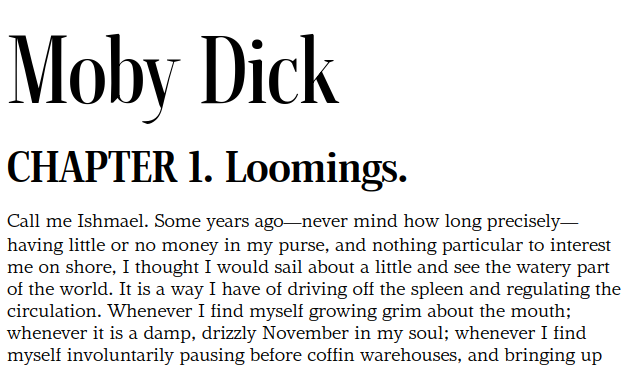 Moby Dick
CHAPTER 1. Loomings.
Call me Ishmael. Some years ago—never mind how long precisely—
having little or no money in my purse, and nothing particular to interest
me on shore, I thought I would sail about a little and see the watery part
of the world. It is a way I have of driving off the spleen and regulating the
circulation. Whenever I find myself growing grim about the mouth;
whenever it is a damp, drizzly November in my soul; whenever I find
myself involuntarily pausing before coffin warehouses, and bringing up